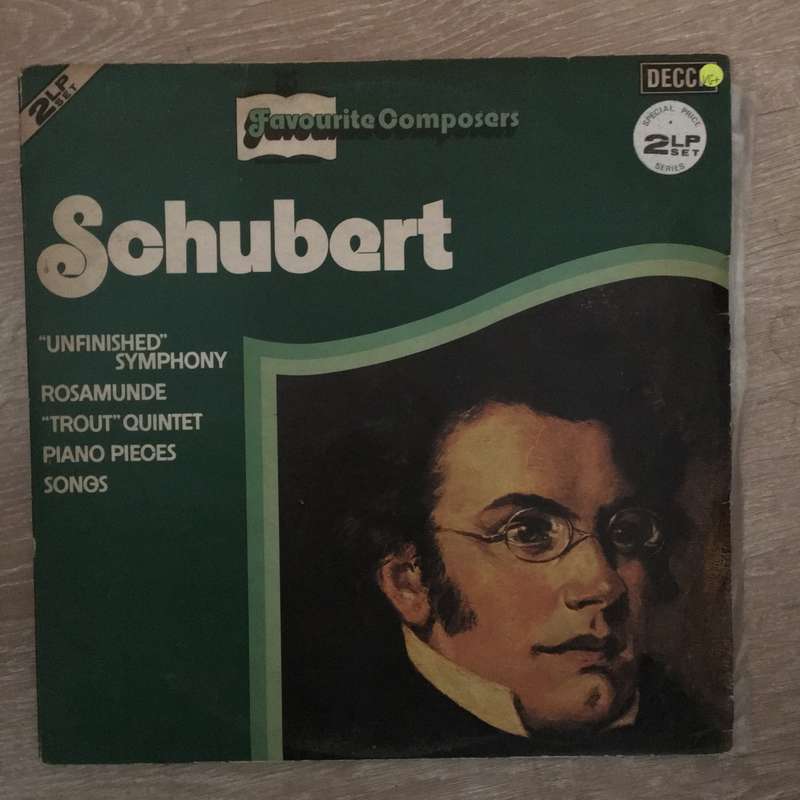 2LP
SET
Favourite Composers
DECCA
VG+
SPECIAL PRICE
2LP
SET
SERIES
Schubert
"UNFINISHED"
SYMPHONY
ROSAMUNDE
"TROUT" QUINTET
PIANO PIECES
SONGS